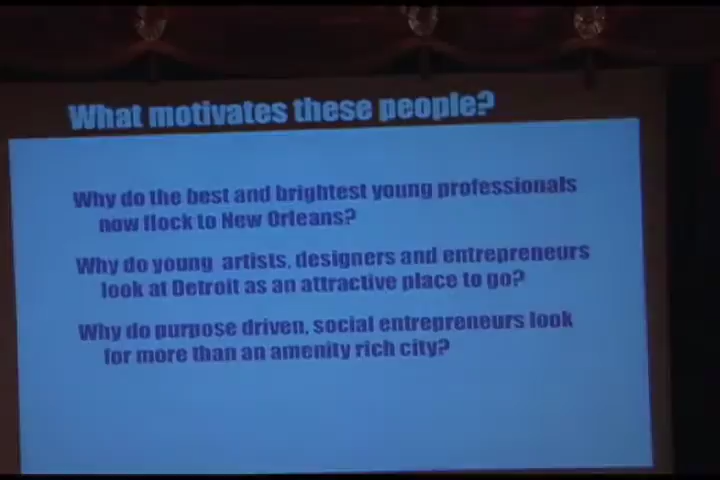 What motivates these people?
Why do the best and brightest young professionals
now flock to New Orleans?
Why do young artists, designers and entrepreneurs
look at Detroit as an attractive place to go?
Why do purpose driven, social entrepreneurs look
for more than an amenity rich city?